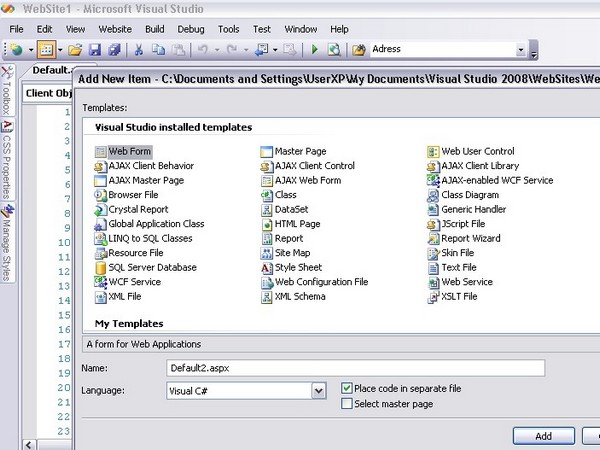 WebSite1 - Microsoft Visual Studio
File Edit View Website Build Debug Tools Test Window Help
Adress
Default.
Add New Item - C:\Documents and Settings\UserXP\My Documents\Visual Studio 2008\WebSites\We
Client Obj
Toolbox
CSS Properties
Manage Styles
1
2
3
4
5
6
7
8
9
10
11
12
13
14
15
16
17
18
19
20
21
22
23
Templates:
Visual Studio installed templates
Web Form Master Page Web User Control
AJAX Client Behavior AJAX Client Control AJAX Client Library
AJAX Master Page AJAX Web Form AJAX-enabled WCF Service
Browser File Class Class Diagram
Crystal Report DataSet Generic Handler
Global Application Class HTML Page JScript File
LINQ to SQL Classes Report Report Wizard
Resource File Site Map Skin File
SQL Server Database Style Sheet Text File
WCF Service Web Configuration File Web Service
XML File XML Schema XSLT File
My Templates
A form for Web Applications
Name: Default2.aspx
Language: Visual C# Place code in separate file
Select master page
Add